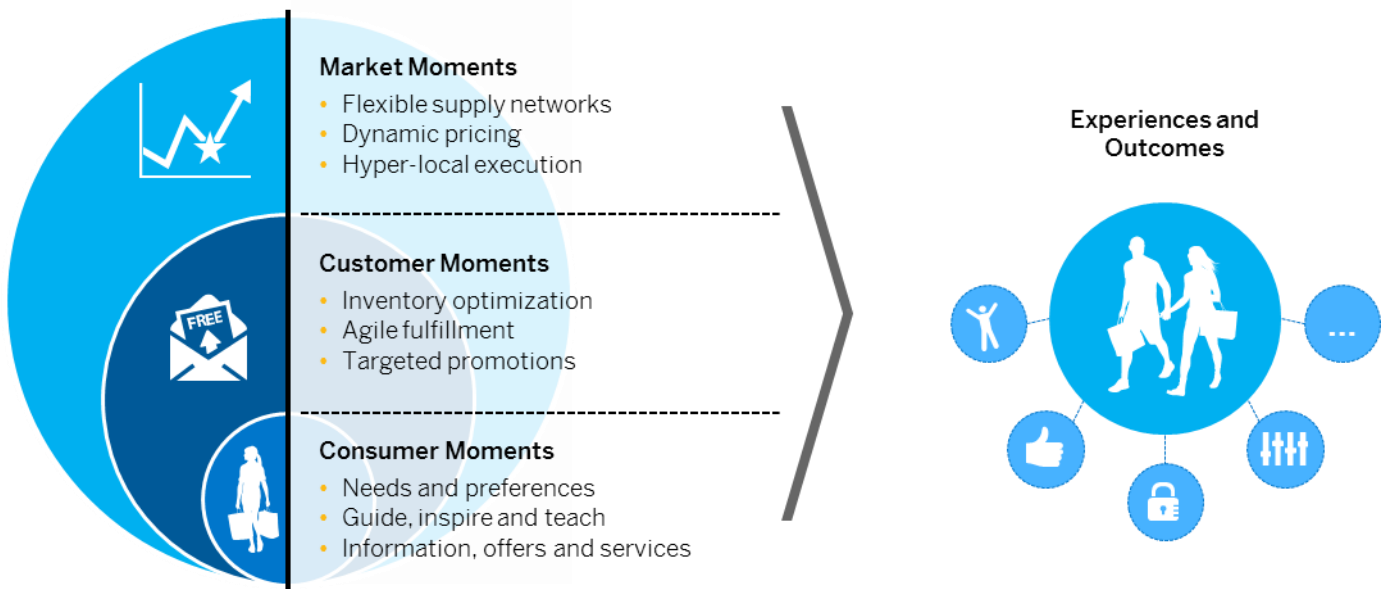 Market Moments
• Flexible supply networks
• Dynamic pricing
• Hyper-local execution
FREE
Customer Moments
• Inventory optimization
• Agile fulfillment
• Targeted promotions
Consumer Moments
• Needs and preferences
• Guide, inspire and teach
• Information, offers and services
Experiences and
Outcomes
...